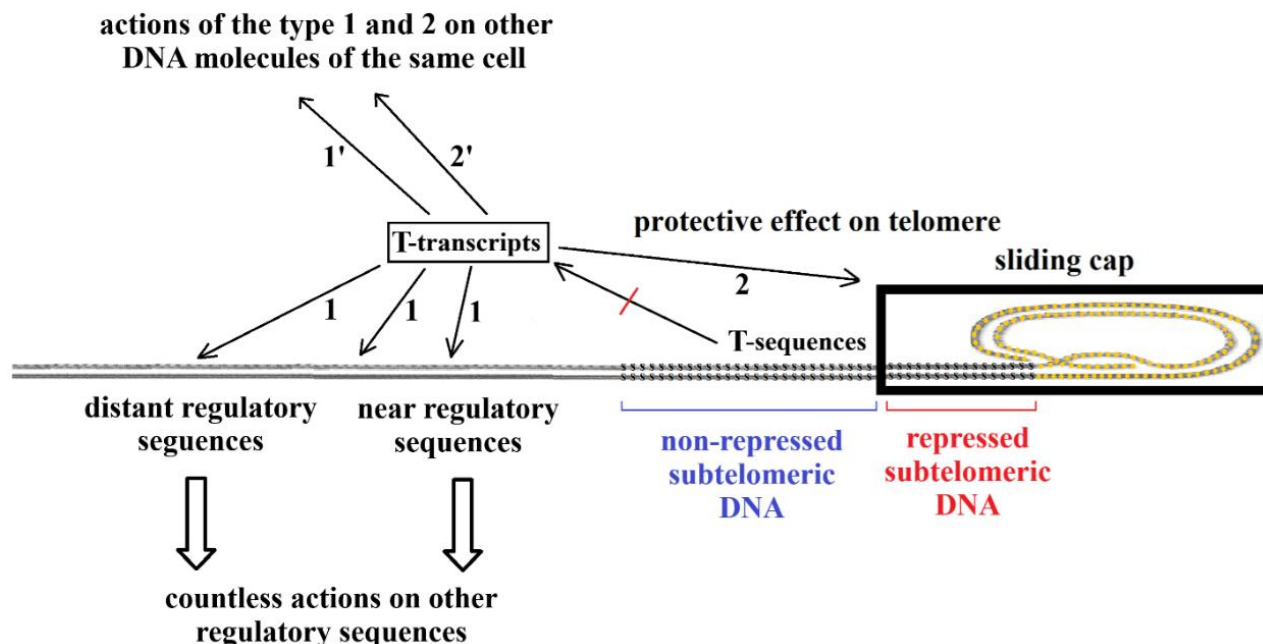 actions of the type 1 and 2 on other
DNA molecules of the same cell
1'
2'
T-transcripts
protective effect on telomere
2
sliding cap
1
1
1
T-sequences
distant regulatory
seguences
near regulatory
sequences
non-repressed
subtelomeric
DNA
repressed
subtelomeric
DNA
countless actions on other
regulatory sequences